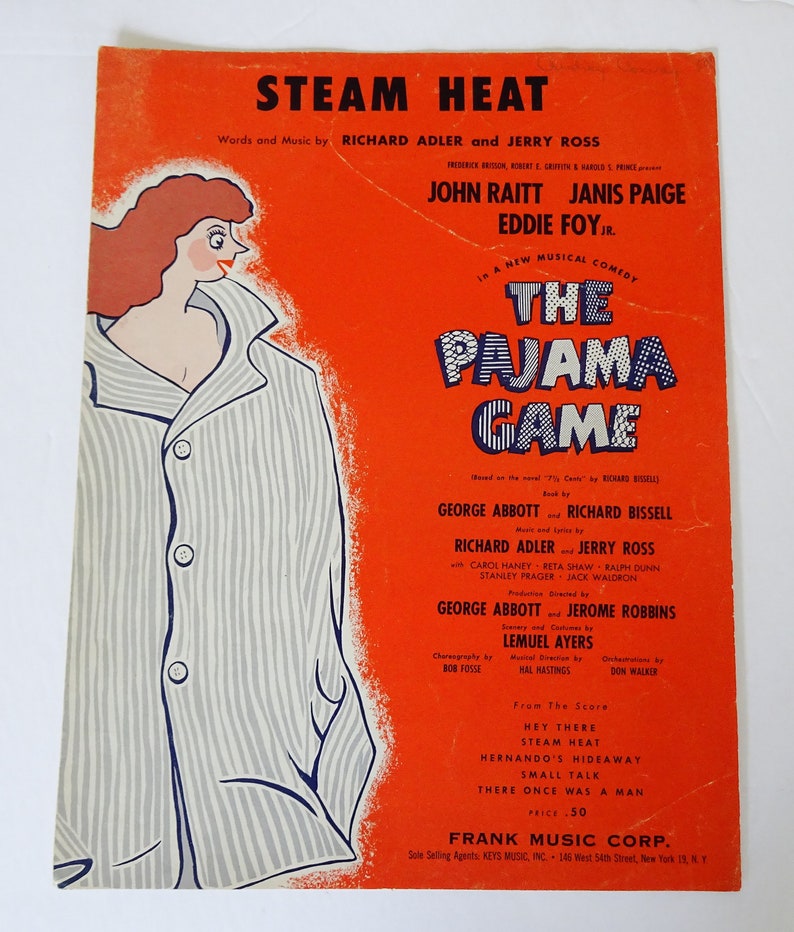 STEAM HEAT
Words and Music by RICHARD ADLER and JERRY ROSS
FREDERICK BRISSON, ROBERT E. GRIFFITH & HAROLD S. PRINCE present
JOHN RAITT JANIS PAIGE
EDDIE FOY JR.
in A NEW MUSICAL COMEDY
THE
PAJAMA
GAME
(Based on the novel "7½ Cents" by RICHARD BISSELL)
Book by
GEORGE ABBOTT and RICHARD BISSELL
Music and Lyrics by
RICHARD ADLER and JERRY ROSS
with CAROL HANEY · RETA SHAW · RALPH DUNN
STANLEY PRAGER · JACK WALDRON
Production Directed by
GEORGE ABBOTT and JEROME ROBBINS
Scenery and Costumes by
LEMUEL AYERS
Choreography by Musical Direction by Orchestrations by
BOB FOSSE HAL HASTINGS DON WALKER
From The Score
HEY THERE
STEAM HEAT
HERNANDO'S HIDEAWAY
SMALL TALK
THERE ONCE WAS A MAN
PRICE .50
FRANK MUSIC CORP.
Sole Selling Agents: KEYS MUSIC, INC. • 146 West 54th Street, New York 19, N. Y